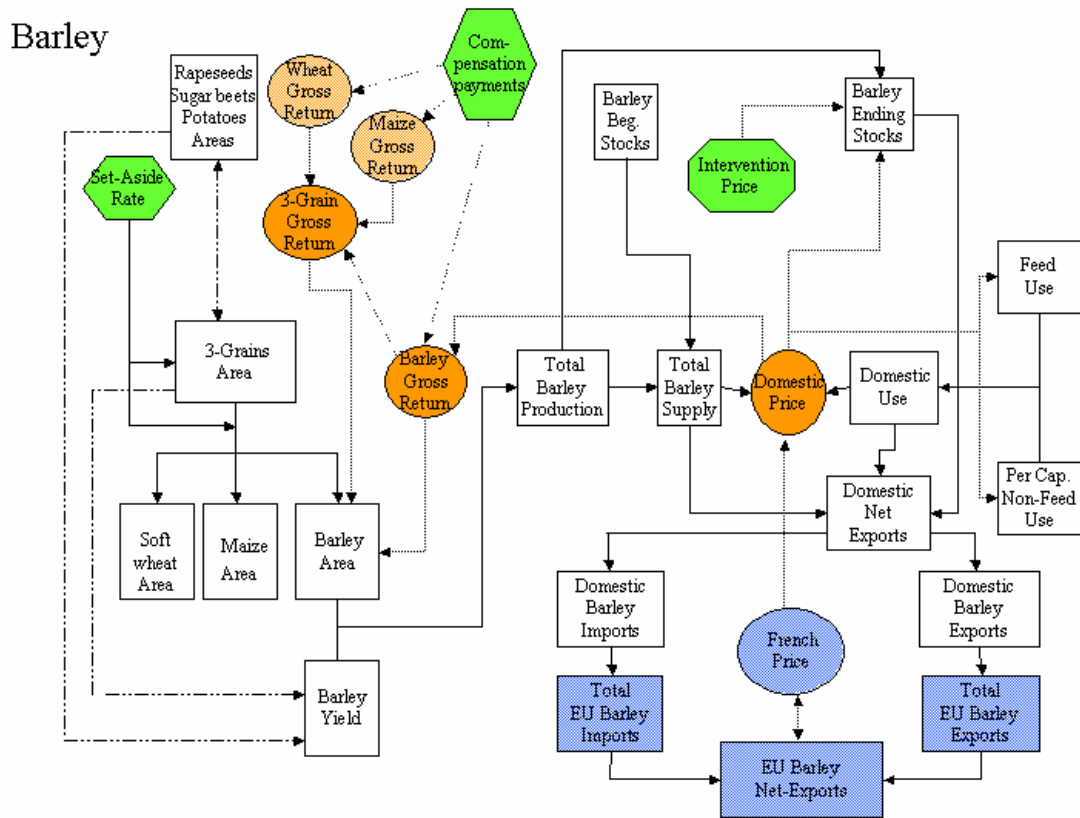 Barley
Rapeseeds
Sugar beets
Potatoes
Areas
Wheat
Gross
Return
Com-
pensation
payments
Maize
Gross
Return
Set-Aside
Rate
3-Grain
Gross
Return
Barley
Beg.
Stocks
Barley
Ending
Stocks
Intervention
Price
Feed
Use
3-Grains
Area
Barley
Gross
Return
Total
Barley
Production
Total
Barley
Supply
Domestic
Price
Domestic
Use
Per Cap.
Non-Feed
Use
Domestic
Net
Exports
Soft
wheat
Area
Maize
Area
Barley
Area
Domestic
Barley
Imports
French
Price
Domestic
Barley
Exports
Barley
Yield
Total
EU Barley
Imports
Total
EU Barley
Exports
EU Barley
Net-Exports